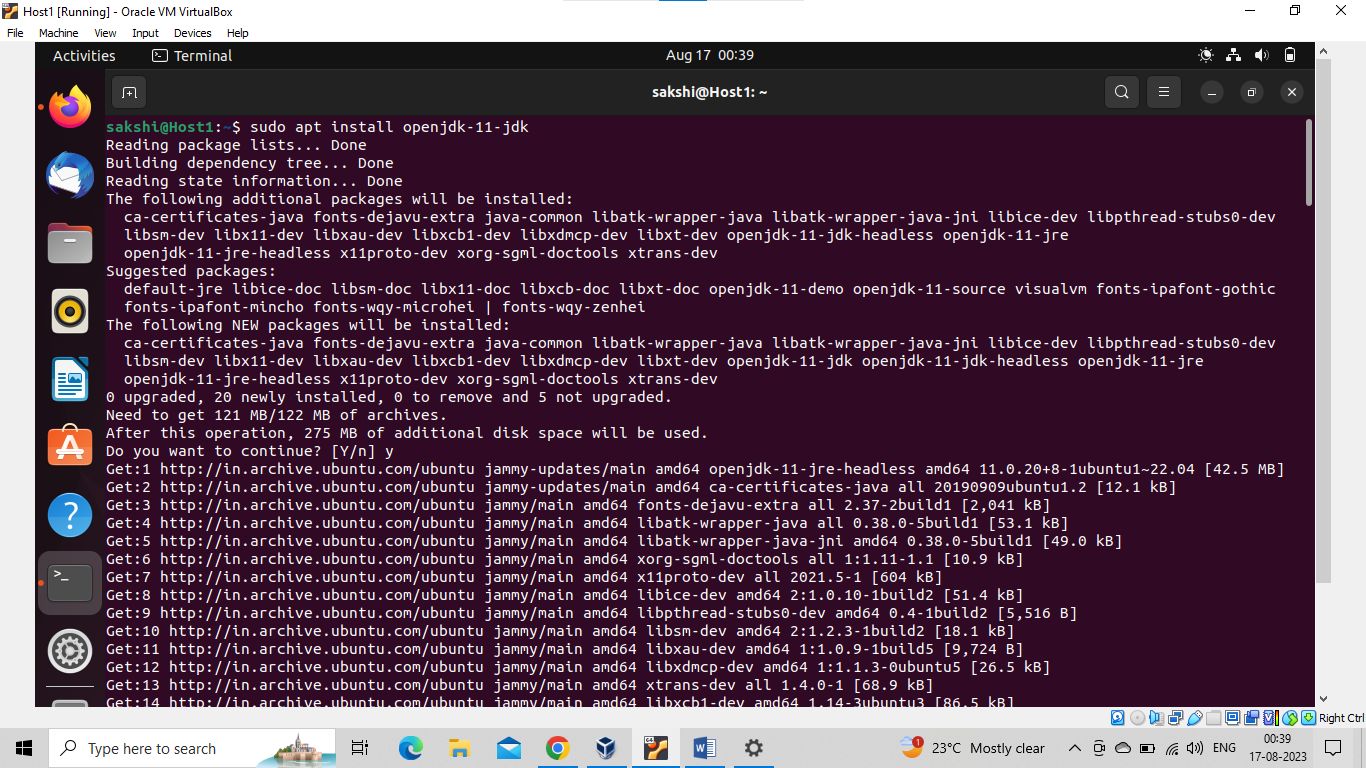 Host1 [Running] - Oracle VM VirtualBox
File Machine View Input Devices Help
Activities Terminal Aug 17 00:39
sakshi@Host1: ~
sakshi@Host1:~$ sudo apt install openjdk-11-jdk
Reading package lists... Done
Building dependency tree... Done
Reading state information... Done
The following additional packages will be installed:
ca-certificates-java fonts-dejavu-extra java-common libatk-wrapper-java libatk-wrapper-java-jni libice-dev libpthread-stubs0-dev
libsm-dev libx11-dev libxau-dev libxcb1-dev libxdmcp-dev libxt-dev openjdk-11-jdk-headless openjdk-11-jre
openjdk-11-jre-headless x11proto-dev xorg-sgml-doctools xtrans-dev
Suggested packages:
default-jre libice-doc libsm-doc libx11-doc libxcb-doc libxt-doc openjdk-11-demo openjdk-11-source visualvm fonts-ipafont-gothic
fonts-ipafont-mincho fonts-wqy-microhei | fonts-wqy-zenhei
The following NEW packages will be installed:
ca-certificates-java fonts-dejavu-extra java-common libatk-wrapper-java libatk-wrapper-java-jni libice-dev libpthread-stubs0-dev
libsm-dev libx11-dev libxau-dev libxcb1-dev libxdmcp-dev libxt-dev openjdk-11-jdk openjdk-11-jdk-headless openjdk-11-jre
openjdk-11-jre-headless x11proto-dev xorg-sgml-doctools xtrans-dev
0 upgraded, 20 newly installed, 0 to remove and 5 not upgraded.
Need to get 121 MB/122 MB of archives.
After this operation, 275 MB of additional disk space will be used.
Do you want to continue? [Y/n] y
Get:1 http://in.archive.ubuntu.com/ubuntu jammy-updates/main amd64 openjdk-11-jre-headless amd64 11.0.20+8-1ubuntu1~22.04 [42.5 MB]
Get:2 http://in.archive.ubuntu.com/ubuntu jammy-updates/main amd64 ca-certificates-java all 20190909ubuntu1.2 [12.1 kB]
Get:3 http://in.archive.ubuntu.com/ubuntu jammy/main amd64 fonts-dejavu-extra all 2.37-2build1 [2,041 kB]
Get:4 http://in.archive.ubuntu.com/ubuntu jammy/main amd64 libatk-wrapper-java all 0.38.0-5build1 [53.1 kB]
Get:5 http://in.archive.ubuntu.com/ubuntu jammy/main amd64 libatk-wrapper-java-jni amd64 0.38.0-5build1 [49.0 kB]
Get:6 http://in.archive.ubuntu.com/ubuntu jammy/main amd64 xorg-sgml-doctools all 1:1.11-1.1 [10.9 kB]
Get:7 http://in.archive.ubuntu.com/ubuntu jammy/main amd64 x11proto-dev all 2021.5-1 [604 kB]
Get:8 http://in.archive.ubuntu.com/ubuntu jammy/main amd64 libice-dev amd64 2:1.0.10-1build2 [51.4 kB]
Get:9 http://in.archive.ubuntu.com/ubuntu jammy/main amd64 libpthread-stubs0-dev amd64 0.4-1build2 [5,516 B]
Get:10 http://in.archive.ubuntu.com/ubuntu jammy/main amd64 libsm-dev amd64 2:1.2.3-1build2 [18.1 kB]
Get:11 http://in.archive.ubuntu.com/ubuntu jammy/main amd64 libxau-dev amd64 1:1.0.9-1build5 [9,724 B]
Get:12 http://in.archive.ubuntu.com/ubuntu jammy/main amd64 libxdmcp-dev amd64 1:1.1.3-0ubuntu5 [26.5 kB]
Get:13 http://in.archive.ubuntu.com/ubuntu jammy/main amd64 xtrans-dev all 1.4.0-1 [68.9 kB]
Get:14 http://in.archive.ubuntu.com/ubuntu jammy/main amd64 libxcb1-dev amd64 1.14-3ubuntu3 [86.5 kB]
Right Ctrl
Type here to search
23°C Mostly clear
ENG
00:39
17-08-2023